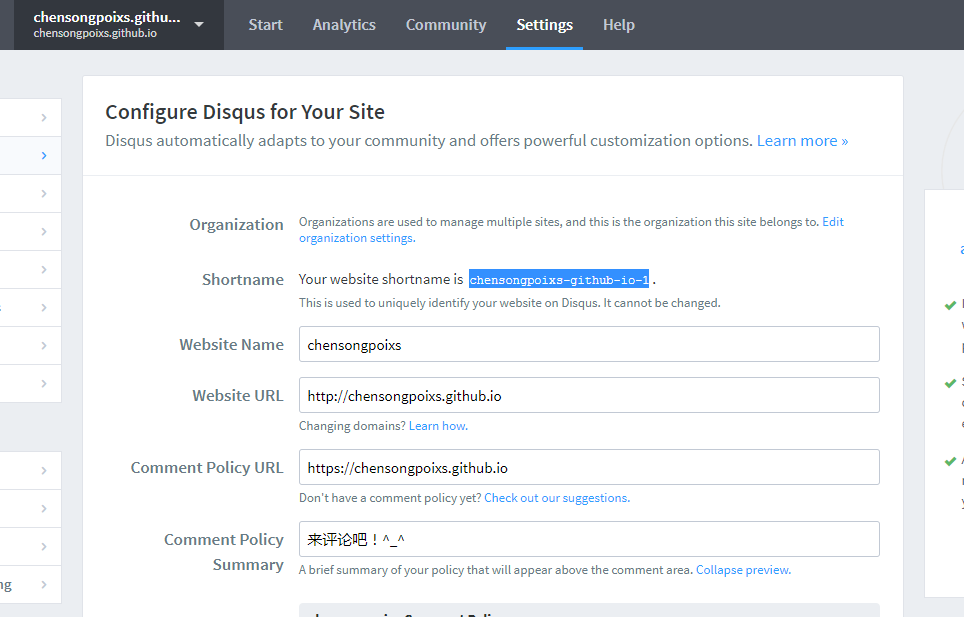 chensongpoixs.githu...
chensongpoixs.github.io
Start Analytics Community Settings Help
Configure Disqus for Your Site
Disqus automatically adapts to your community and offers powerful customization options. Learn more »
Organization
Organizations are used to manage multiple sites, and this is the organization this site belongs to. Edit
organization settings.
Shortname
Your website shortname is chensongpoixs-github-io-1 .
This is used to uniquely identify your website on Disqus. It cannot be changed.
Website Name
chensongpoixs
Website URL
http://chensongpoixs.github.io
Changing domains? Learn how.
Comment Policy URL
https://chensongpoixs.github.io
Don't have a comment policy yet? Check out our suggestions.
Comment Policy
Summary
来评论吧！^_^
A brief summary of your policy that will appear above the comment area. Collapse preview.